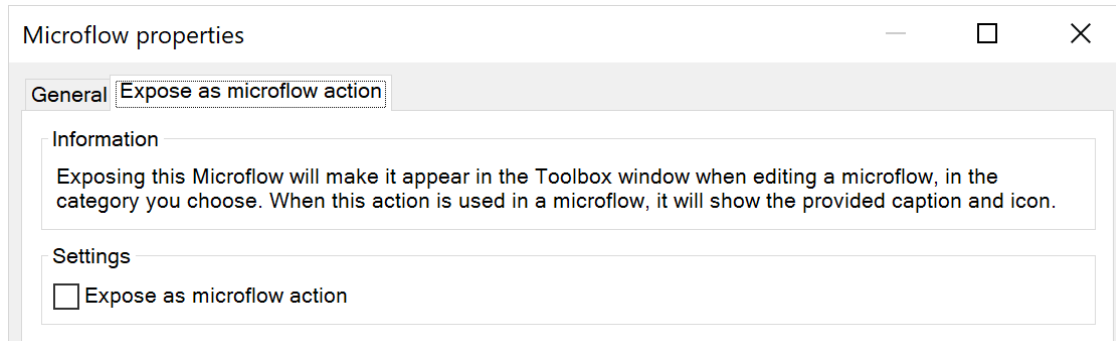 Microflow properties
General
Expose as microflow action
Information
Exposing this Microflow will make it appear in the Toolbox window when editing a microflow, in the
category you choose. When this action is used in a microflow, it will show the provided caption and icon.
Settings
Expose as microflow action